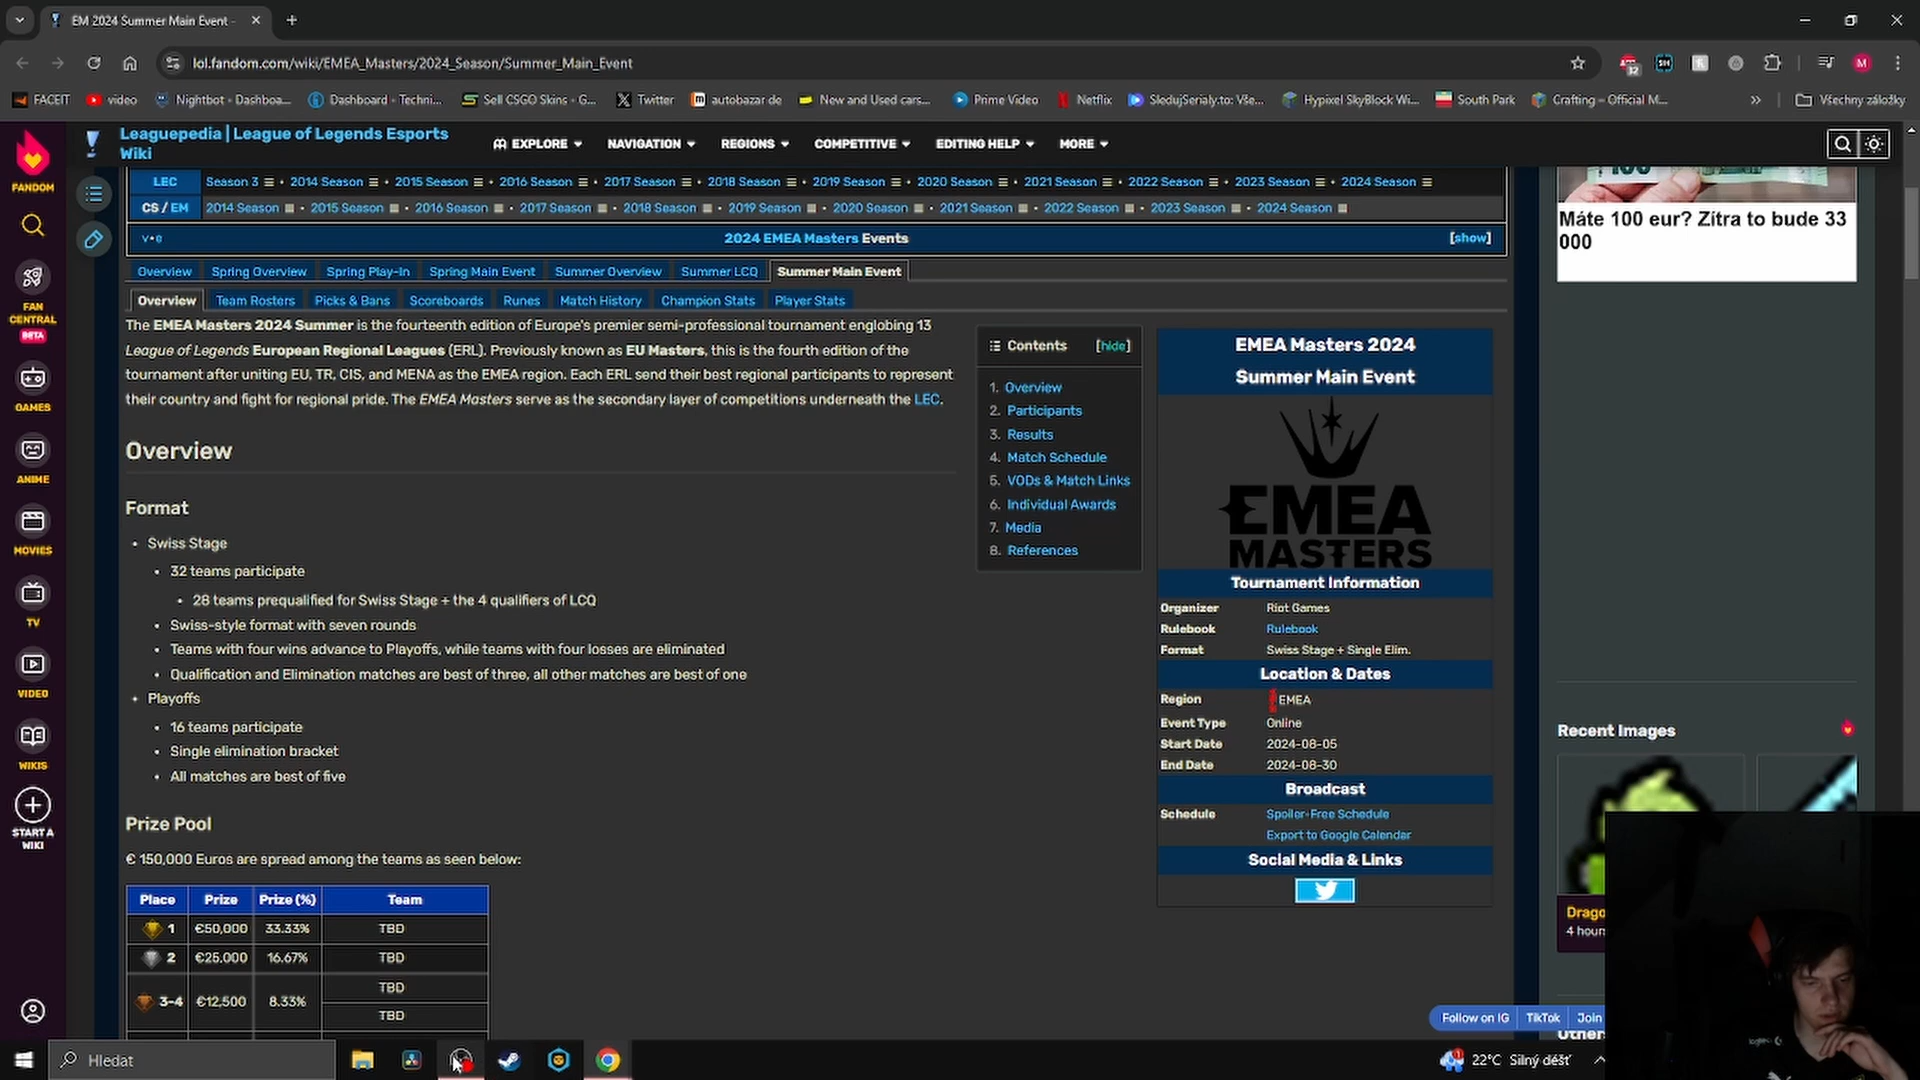 EM 2024 Summer Main Event -
lol.fandom.com/wiki/EMEA_Masters/2024_Season/Summer_Main_Event
12
M
FACEIT
video
Nightbot - Dashboa...
Dashboard - Techni...
Sell CSGO Skins - G...
Twitter
autobazar de
New and Used cars...
Prime Video
Netflix
SledujSerialy.to: Vše...
Hypixel SkyBlock Wi...
South Park
Crafting – Official M...
Všechny záložky
FANDOM
FAN CENTRAL
BETA
GAMES
ANIME
MOVIES
TV
VIDEO
WIKIS
START A WIKI
Leaguepedia | League of Legends Esports
Wiki
EXPLORE
NAVIGATION
REGIONS
COMPETITIVE
EDITING HELP
MORE
LEC Season 3 • 2014 Season • 2015 Season • 2016 Season • 2017 Season • 2018 Season • 2019 Season • 2020 Season • 2021 Season • 2022 Season • 2023 Season • 2024 Season
CS / EM 2014 Season • 2015 Season • 2016 Season • 2017 Season • 2018 Season • 2019 Season • 2020 Season • 2021 Season • 2022 Season • 2023 Season • 2024 Season
V•e 2024 EMEA Masters Events [show]
Overview Spring Overview Spring Play-In Spring Main Event Summer Overview Summer LCQ Summer Main Event
Overview Team Rosters Picks & Bans Scoreboards Runes Match History Champion Stats Player Stats
The EMEA Masters 2024 Summer is the fourteenth edition of Europe's premier semi-professional tournament englobing 13
League of Legends European Regional Leagues (ERL). Previously known as EU Masters, this is the fourth edition of the
tournament after uniting EU, TR, CIS, and MENA as the EMEA region. Each ERL send their best regional participants to represent
their country and fight for regional pride. The EMEA Masters serve as the secondary layer of competitions underneath the LEC.
Overview
Format
• Swiss Stage
• 32 teams participate
• 28 teams prequalified for Swiss Stage + the 4 qualifiers of LCQ
• Swiss-style format with seven rounds
• Teams with four wins advance to Playoffs, while teams with four losses are eliminated
• Qualification and Elimination matches are best of three, all other matches are best of one
• Playoffs
• 16 teams participate
• Single elimination bracket
• All matches are best of five
Prize Pool
€ 150,000 Euros are spread among the teams as seen below:
Place Prize Prize (%) Team
1 €50,000 33.33% TBD
2 €25,000 16.67% TBD
3-4 €12,500 8.33% TBD
TBD
Contents [hide]
1. Overview
2. Participants
3. Results
4. Match Schedule
5. VODs & Match Links
6. Individual Awards
7. Media
8. References
EMEA Masters 2024
Summer Main Event
EMEA
MASTERS
Tournament Information
Organizer Riot Games
Rulebook Rulebook
Format Swiss Stage + Single Elim.
Location & Dates
Region EMEA
Event Type Online
Start Date 2024-08-05
End Date 2024-08-30
Broadcast
Schedule Spoiler-Free Schedule
Export to Google Calendar
Social Media & Links
100
Máte 100 eur? Zítra to bude 33
000
Recent Images
Drago
4 hours
Follow on IG
TikTok
Join
Others
Hledat
22°C Silný déšť